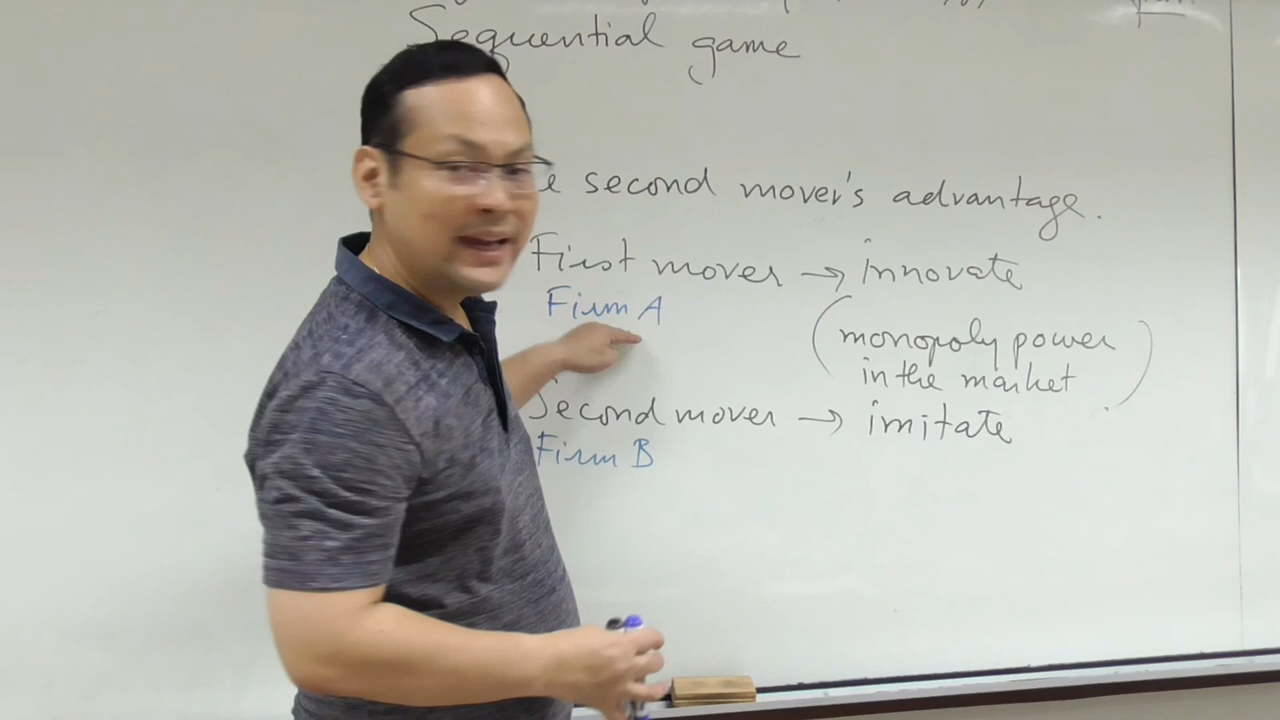 Sequential game
e second mover's advantage.
First mover → innovate
Firm A
(monopoly power
in the market)
Second mover → imitate
Firm B